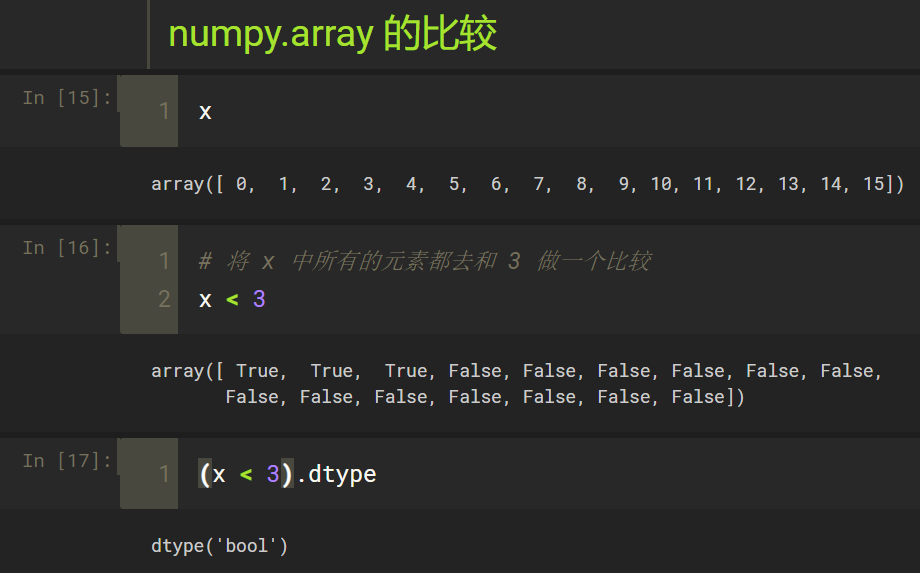 numpy.array 的比较
In [15]:
1 x
array([ 0,  1,  2,  3,  4,  5,  6,  7,  8,  9, 10, 11, 12, 13, 14, 15])
In [16]:
1 # 将 x 中所有的元素都去和 3 做一个比较
2 x < 3
array([ True,  True,  True, False, False, False, False, False, False,
False, False, False, False, False, False, False])
In [17]:
1 (x < 3).dtype
dtype('bool')